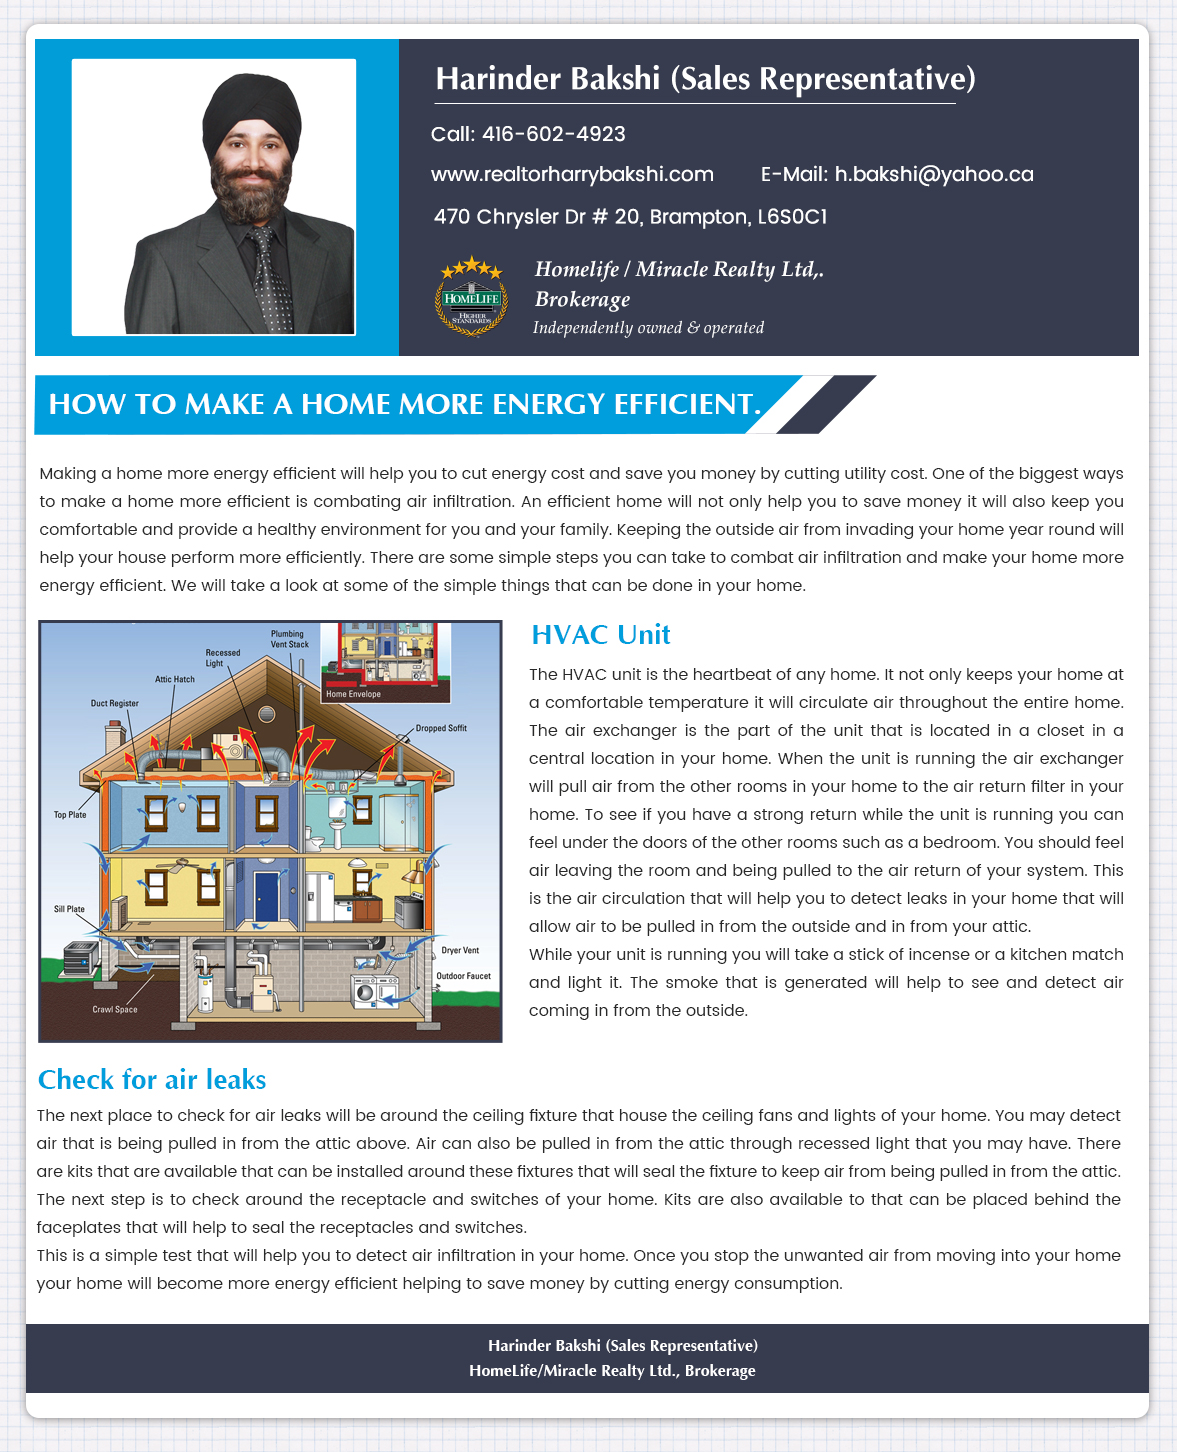 Harinder Bakshi (Sales Representative)
Call: 416-602-4923
www.realtorharrybakshi.com E-Mail: h.bakshi@yahoo.ca
470 Chrysler Dr # 20, Brampton, L6S0C1
HOMELIFE
HIGHER
STANDARDS
Homelife / Miracle Realty Ltd,.
Brokerage
Independently owned & operated
HOW TO MAKE A HOME MORE ENERGY EFFICIENT.
Making a home more energy efficient will help you to cut energy cost and save you money by cutting utility cost. One of the biggest ways
to make a home more efficient is combating air infiltration. An efficient home will not only help you to save money it will also keep you
comfortable and provide a healthy environment for you and your family. Keeping the outside air from invading your home year round will
help your house perform more efficiently. There are some simple steps you can take to combat air infiltration and make your home more
energy efficient. We will take a look at some of the simple things that can be done in your home.
Plumbing
Vent Stack
Recessed
Light
Attic Hatch
Duct Register
Home Envelope
Dropped Soffit
Top Plate
Sill Plate
Dryer Vent
Outdoor Faucet
Crawl Space
HVAC Unit
The HVAC unit is the heartbeat of any home. It not only keeps your home at
a comfortable temperature it will circulate air throughout the entire home.
The air exchanger is the part of the unit that is located in a closet in a
central location in your home. When the unit is running the air exchanger
will pull air from the other rooms in your home to the air return filter in your
home. To see if you have a strong return while the unit is running you can
feel under the doors of the other rooms such as a bedroom. You should feel
air leaving the room and being pulled to the air return of your system. This
is the air circulation that will help you to detect leaks in your home that will
allow air to be pulled in from the outside and in from your attic.
While your unit is running you will take a stick of incense or a kitchen match
and light it. The smoke that is generated will help to see and detect air
coming in from the outside.
Check for air leaks
The next place to check for air leaks will be around the ceiling fixture that house the ceiling fans and lights of your home. You may detect
air that is being pulled in from the attic above. Air can also be pulled in from the attic through recessed light that you may have. There
are kits that are available that can be installed around these fixtures that will seal the fixture to keep air from being pulled in from the attic.
The next step is to check around the receptacle and switches of your home. Kits are also available to that can be placed behind the
faceplates that will help to seal the receptacles and switches.
This is a simple test that will help you to detect air infiltration in your home. Once you stop the unwanted air from moving into your home
your home will become more energy efficient helping to save money by cutting energy consumption.
Harinder Bakshi (Sales Representative)
HomeLife/Miracle Realty Ltd., Brokerage